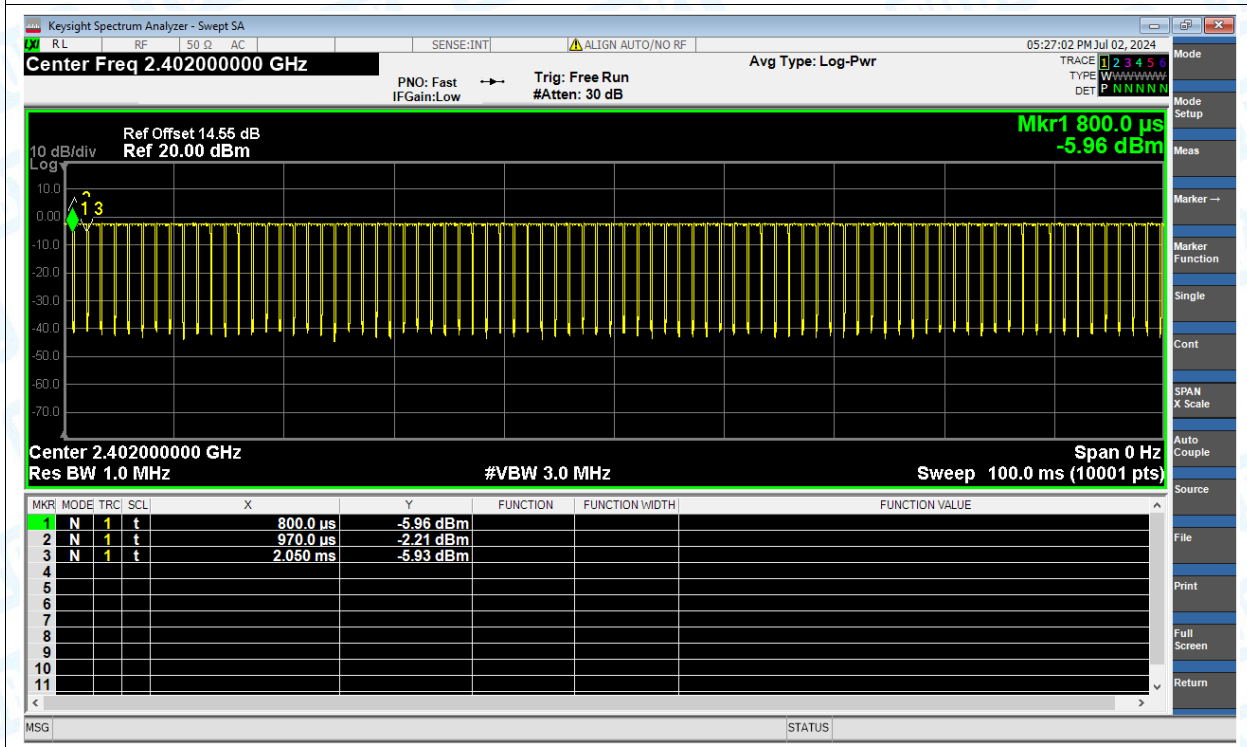 Keysight Spectrum Analyzer - Swept SA
LXI RL RF 50 Ω AC SENSE:INT ALIGN AUTO/NO RF 05:27:02 PM Jul 02, 2024
Center Freq 2.402000000 GHz
Avg Type: Log-Pwr
TRACE 1 2 3 4 5 6
PNO: Fast Trig: Free Run
TYPE WWWWWW
IFGain:Low #Atten: 30 dB
DET P N N N N N
Ref Offset 14.55 dB
Mkr1 800.0 µs
10 dB/div Ref 20.00 dBm
-5.96 dBm
Log
10.0
0.00
-10.0
-20.0
-30.0
-40.0
-50.0
-60.0
-70.0
1 3
Center 2.402000000 GHz Span 0 Hz
Res BW 1.0 MHz #VBW 3.0 MHz Sweep 100.0 ms (10001 pts)
MKR MODE TRC SCL X Y FUNCTION FUNCTION WIDTH FUNCTION VALUE
1 N 1 t 800.0 µs -5.96 dBm
2 N 1 t 970.0 µs -2.21 dBm
3 N 1 t 2.050 ms -5.93 dBm
4
5
6
7
8
9
10
11
MSG STATUS
Mode
Mode
Setup
Meas
Marker→
Marker
Function
Single
Cont
SPAN
X Scale
Auto
Couple
Source
File
Print
Full
Screen
Return